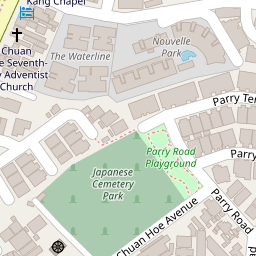 Kang Chapel
Nouvelle
Park
The Waterline
Chuan
Seventh-
Adventist
Church
Parry
Parry Road
Playground
Parry
Japanese
Cemetery
Park
Chuan Hoe Avenue
Parry Road